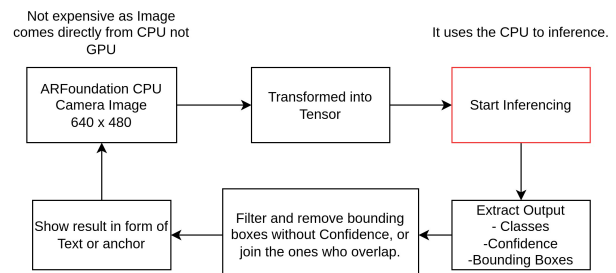 Not expensive as Image
comes directly from CPU not
GPU
It uses the CPU to inference.
ARFoundation CPU
Camera Image
640 x 480
Transformed into
Tensor
Start Inferencing
Extract Output
- Classes
-Confidence
-Bounding Boxes
Filter and remove bounding
boxes without Confidence, or
join the ones who overlap.
Show result in form of
Text or anchor